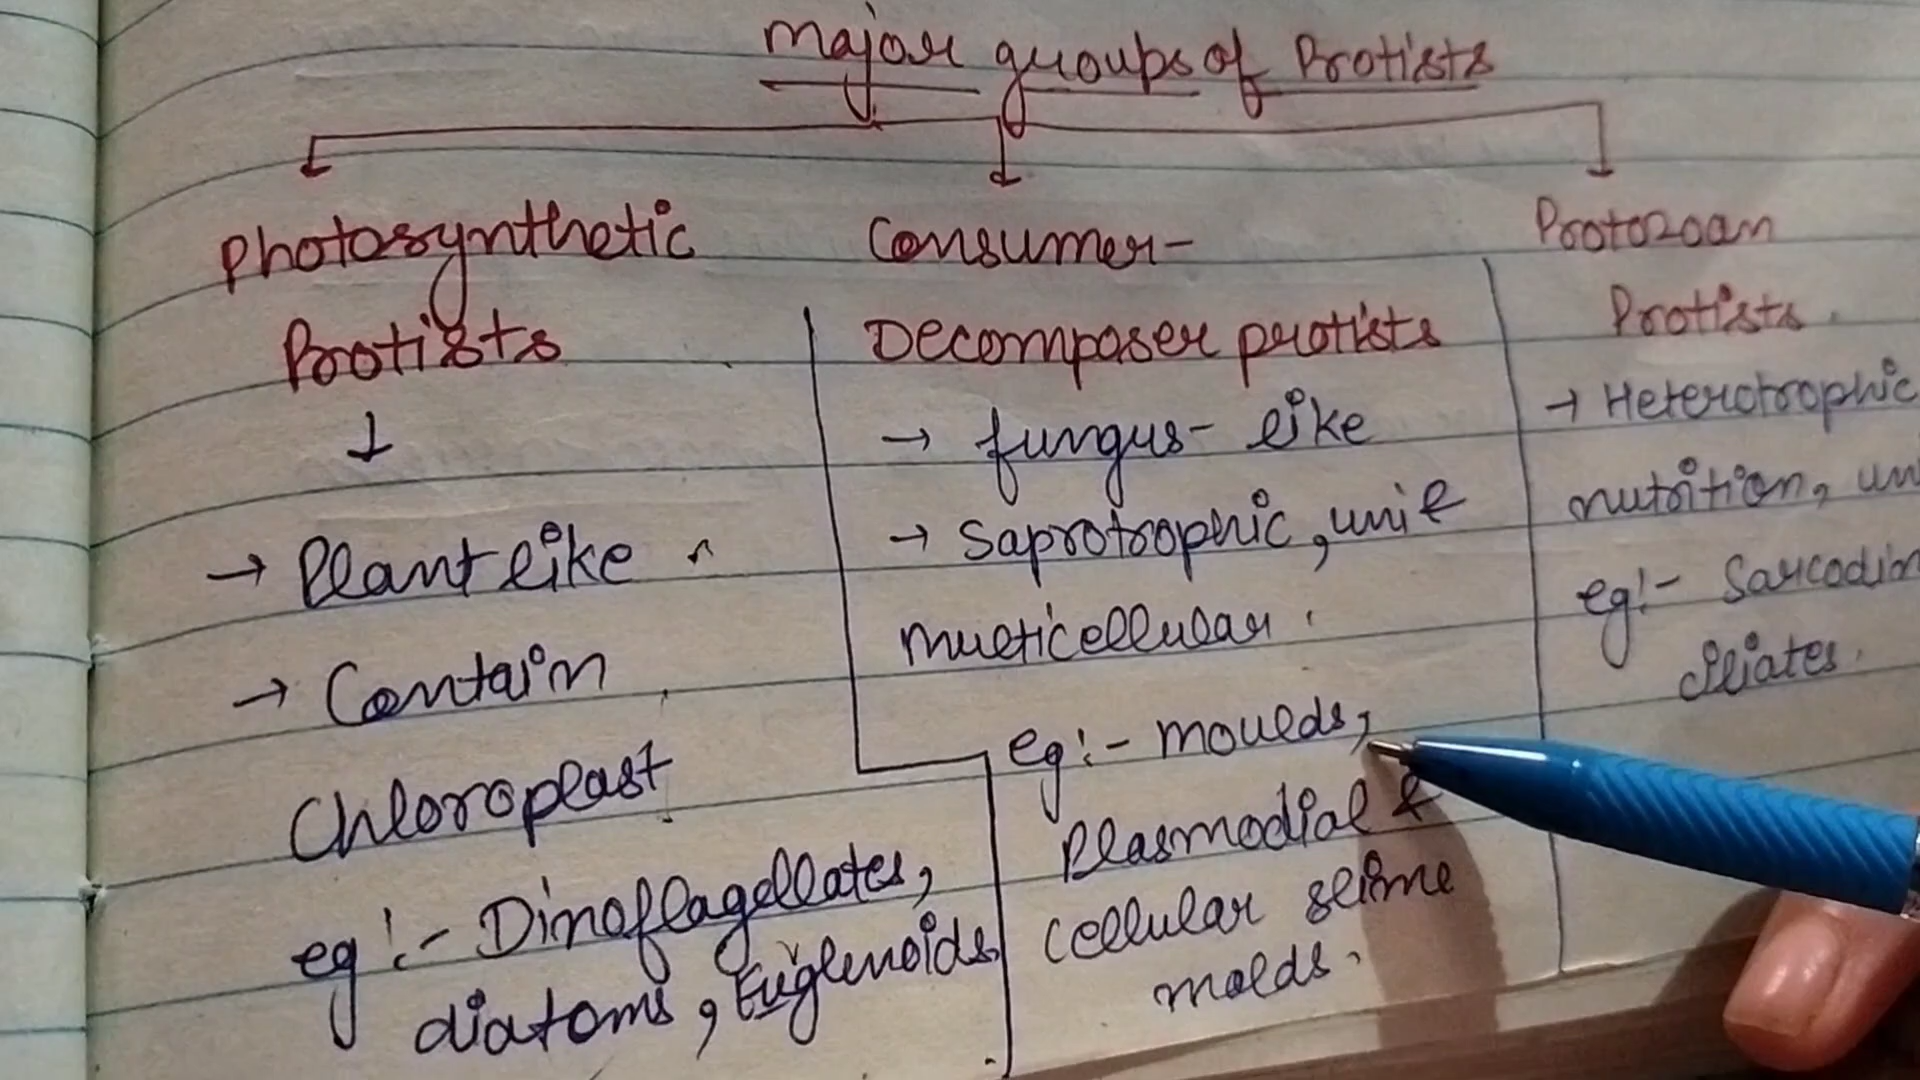 Major groups of Protists
Photosynthetic
Protists
→ Plant like
→ Contain
Chloroplast
eg:- Dinoflagellates,
diatoms, Euglenoids
Consumer-
Decomposer protists
→ fungus-like
→ Saprotrophic, uni &
multicellular.
eg:- moulds,
Plasmodial &
cellular slime
molds.
Protozoan
Protists.
→ Heterotrophic
nutrition,
eg:-
Ciliates.